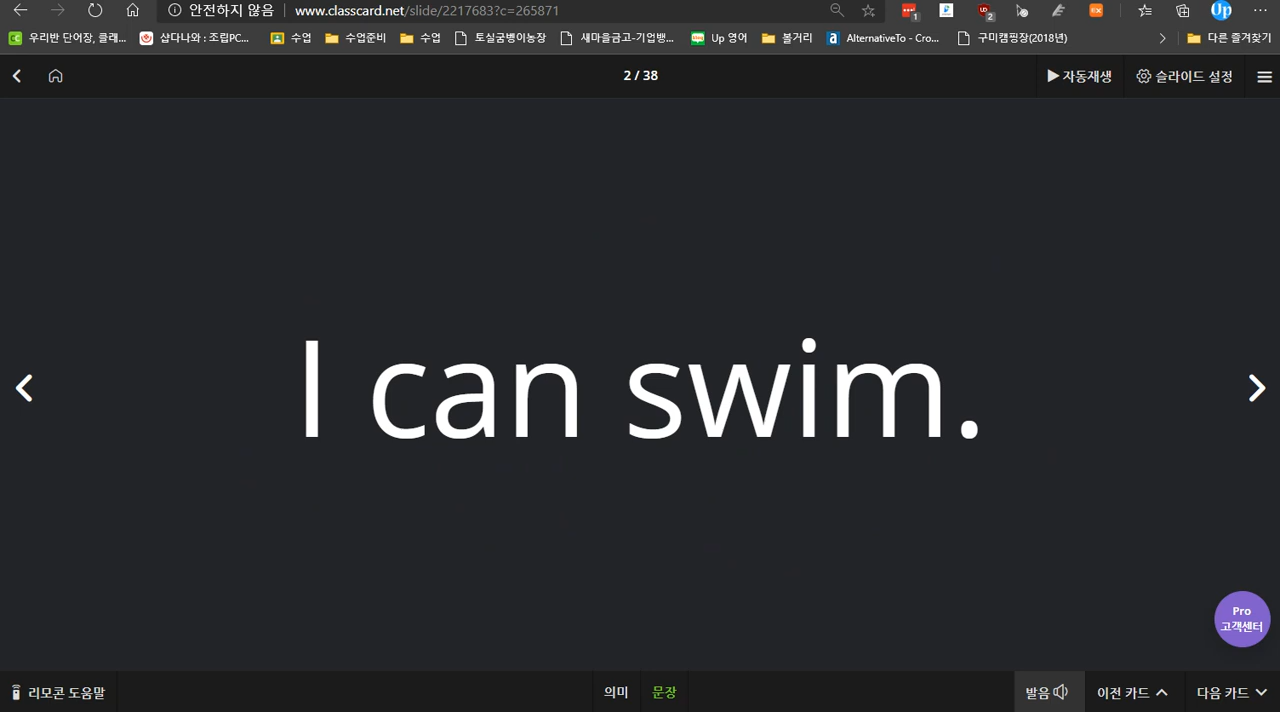 안전하지 않음 | www.classcard.net/slide/2217683?c=265871
1 2 EX Up
우리반 단어장, 클래... 샵다나와 : 조립PC... 수업 수업준비 수업 토실굼벵이농장 새마을금고-기업뱅... Up 영어 볼거리 AlternativeTo - Cro... 구미캠핑장(2018년) 다른 즐겨찾기
2 / 38 자동재생 슬라이드 설정
I can swim.
Pro
고객센터
리모콘 도움말 의미 문장 발음 이전 카드 다음 카드